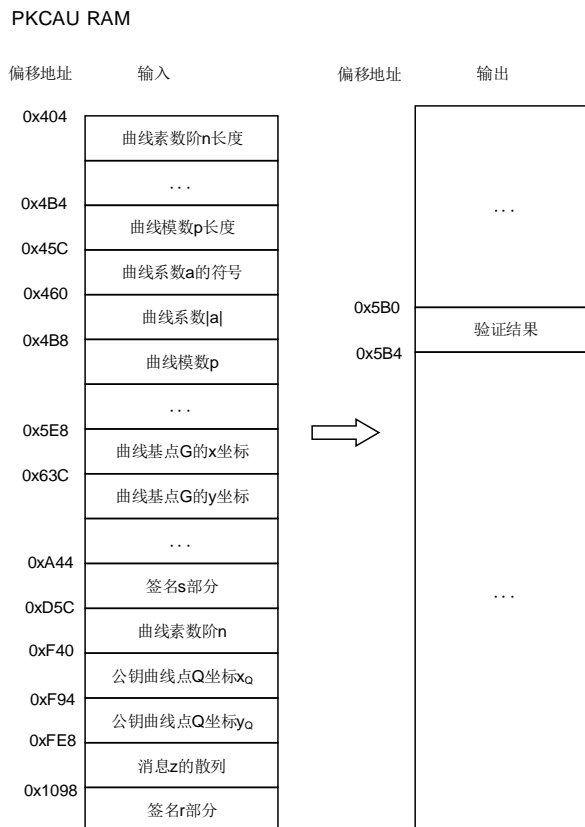 PKCAU RAM
偏移地址 输入 偏移地址 输出
0x404
曲线素数阶n长度
...
0x4B4
曲线模数p长度
0x45C
曲线系数a的符号
0x460
曲线系数|a|
0x4B8
曲线模数p
...
0x5E8
曲线基点G的x坐标
0x63C
曲线基点G的y坐标
...
0xA44
签名s部分
0xD5C
曲线素数阶n
0xF40
公钥曲线点Q坐标xQ
0xF94
公钥曲线点Q坐标yQ
0xFE8
消息z的散列
0x1098
签名r部分
...
0x5B0
验证结果
0x5B4
...